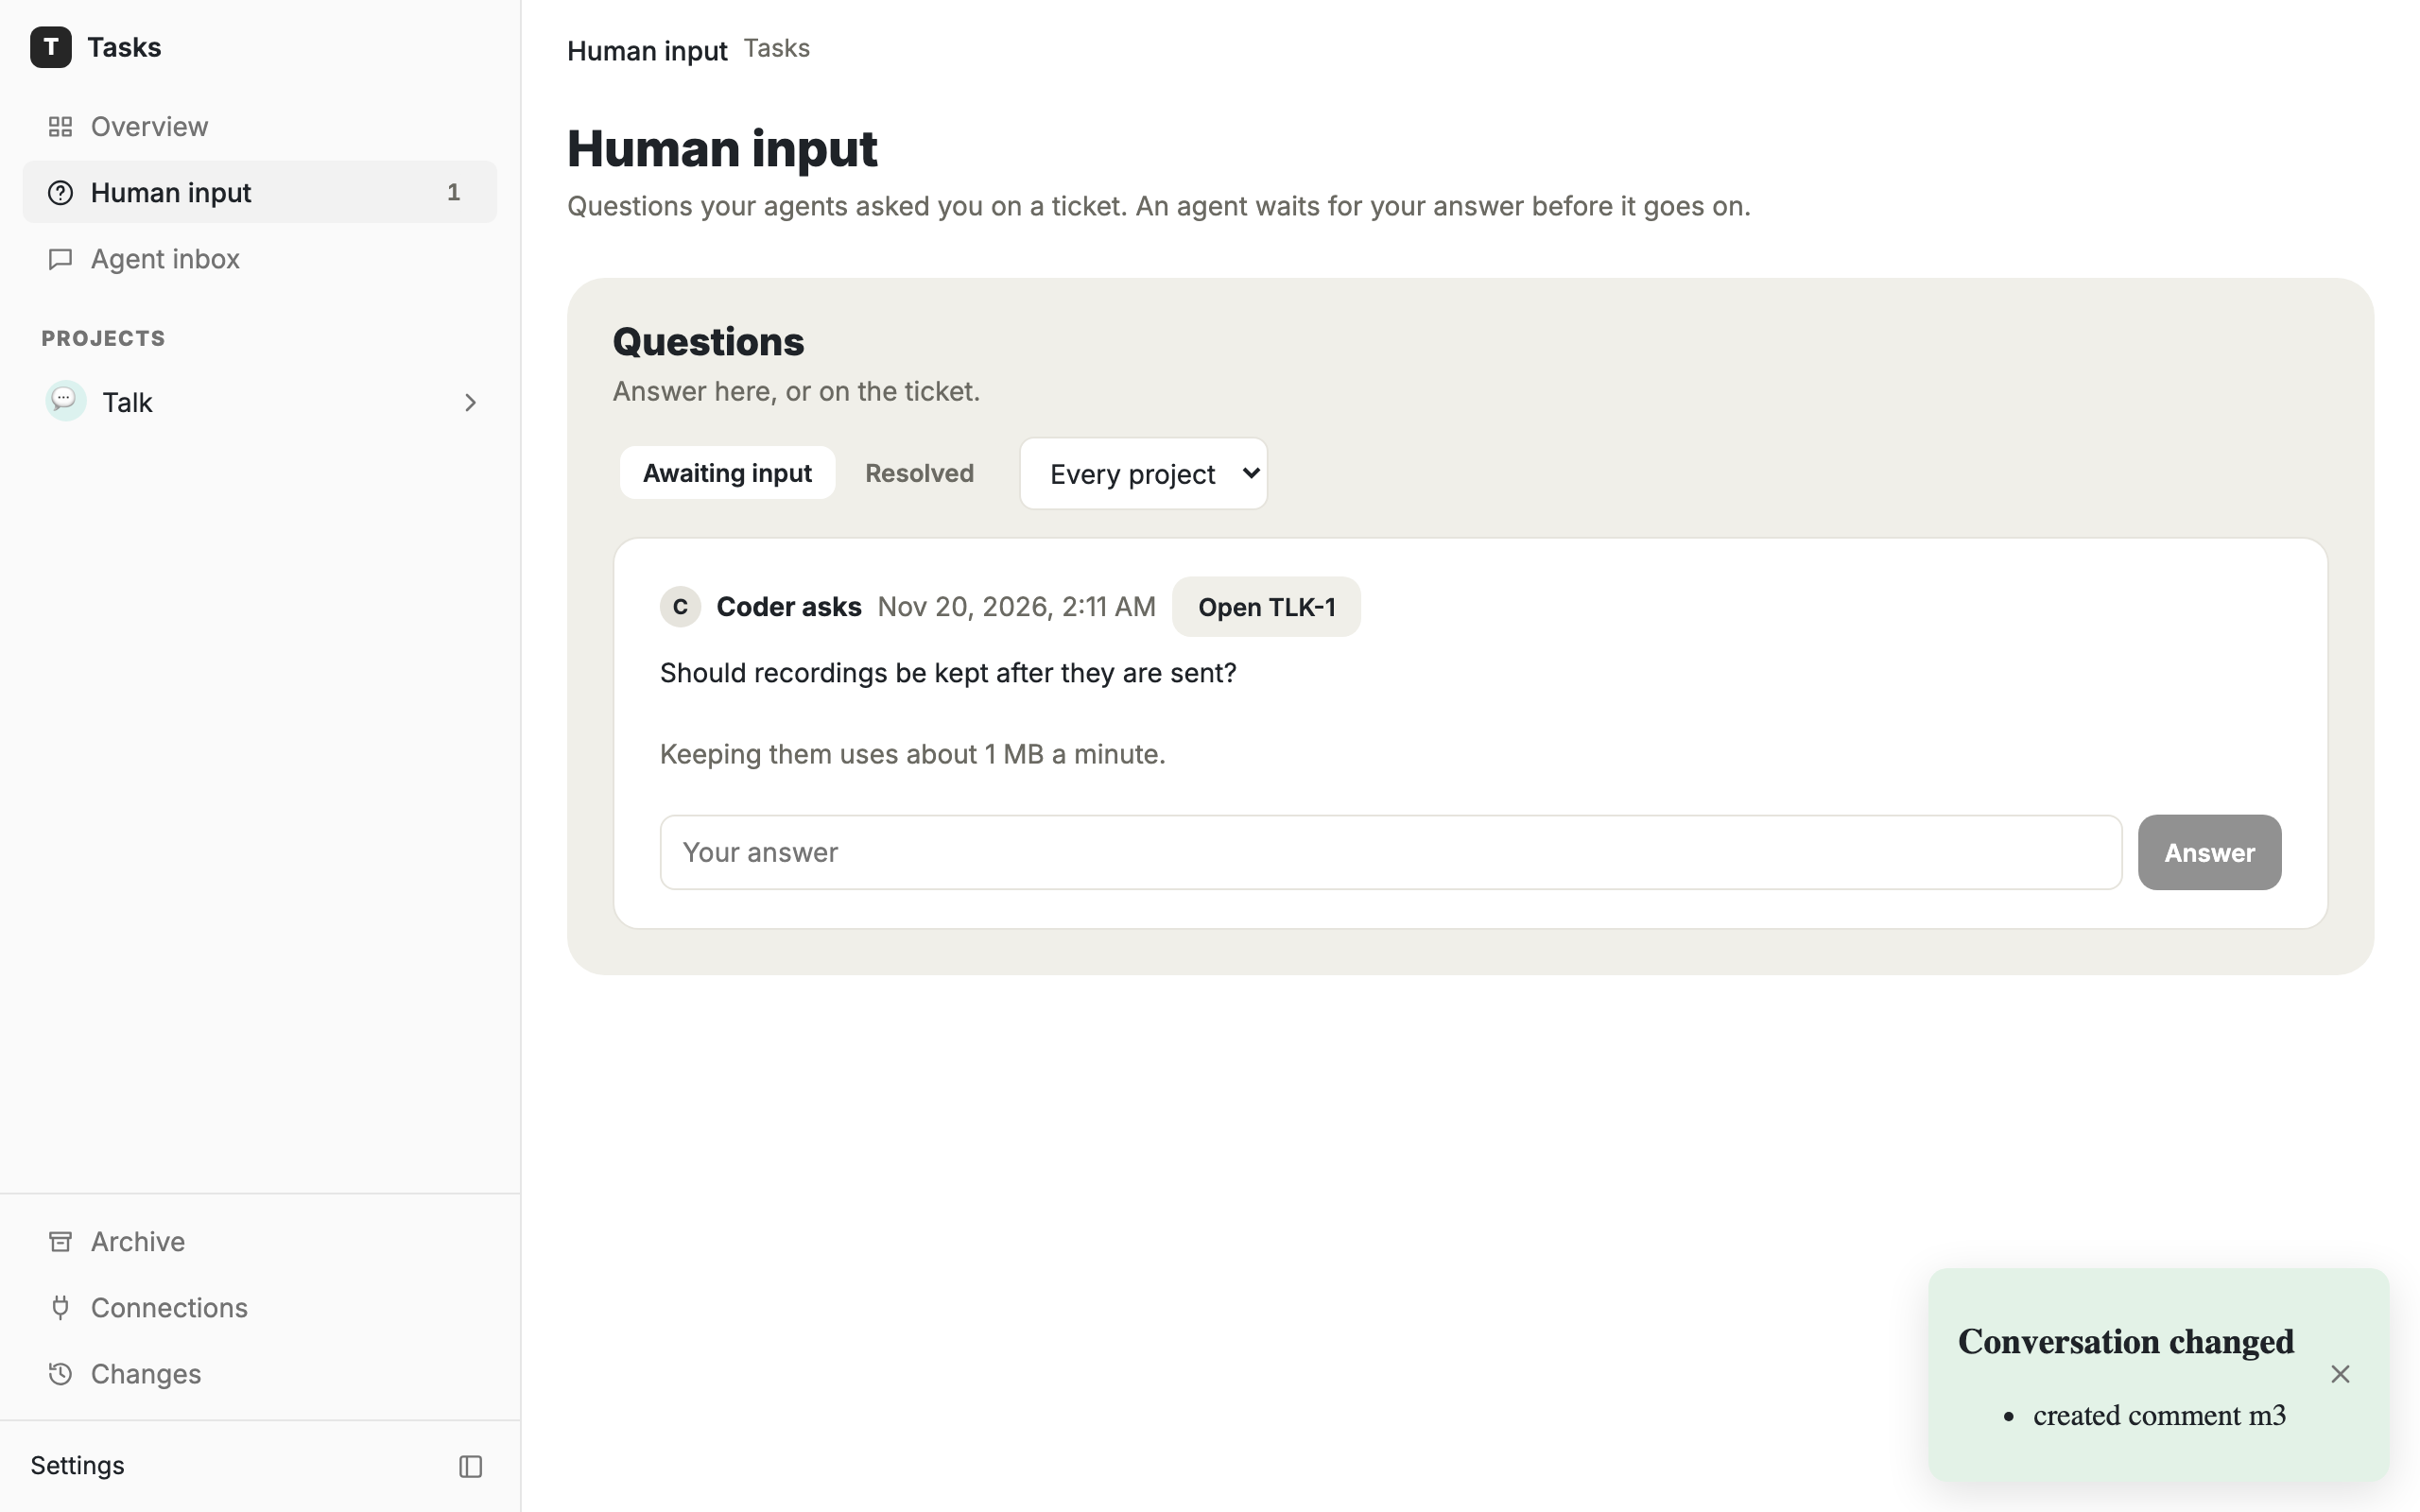 T Tasks
Overview
Human input 1
Agent inbox
PROJECTS
Talk
Archive
Connections
Changes
Settings
Human input Tasks
Human input
Questions your agents asked you on a ticket. An agent waits for your answer before it goes on.
Questions
Answer here, or on the ticket.
Awaiting input Resolved Every project
C Coder asks Nov 20, 2026, 2:11 AM Open TLK-1
Should recordings be kept after they are sent?
Keeping them uses about 1 MB a minute.
Your answer Answer
Conversation changed
• created comment m3